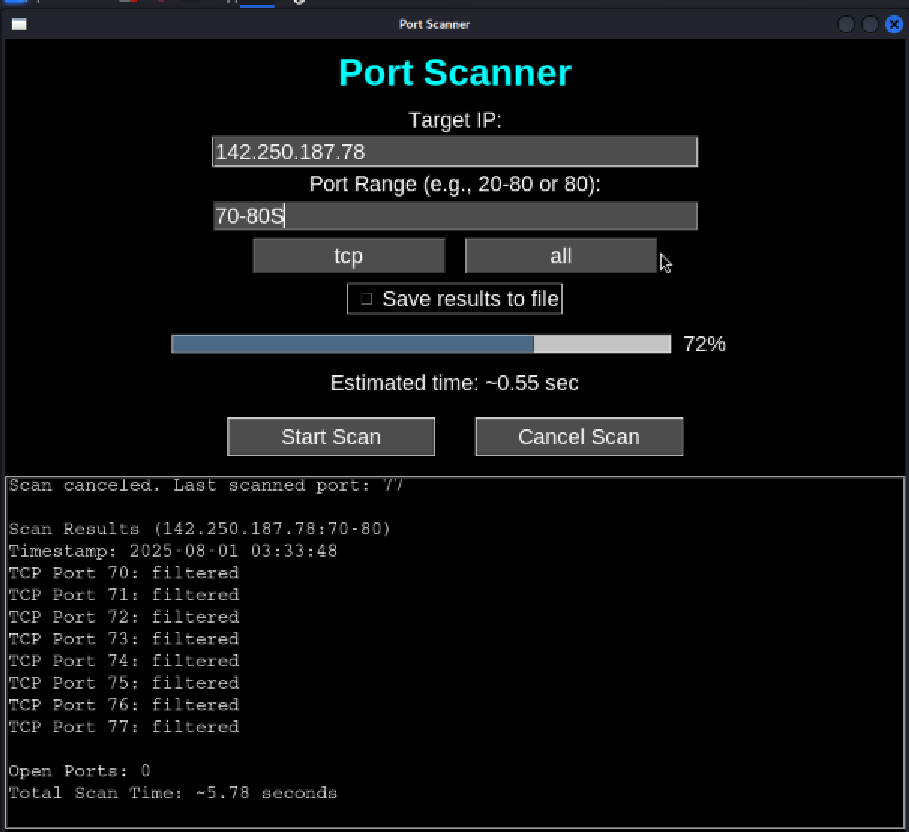 Port Scanner
Port Scanner
Target IP:
142.250.187.78
Port Range (e.g., 20-80 or 80):
70-80S
tcp all
Save results to file
72%
Estimated time: ~0.55 sec
Start Scan Cancel Scan
Scan canceled. Last scanned port: 77
Scan Results (142.250.187.78:70-80)
Timestamp: 2025-08-01 03:33:48
TCP Port 70: filtered
TCP Port 71: filtered
TCP Port 72: filtered
TCP Port 73: filtered
TCP Port 74: filtered
TCP Port 75: filtered
TCP Port 76: filtered
TCP Port 77: filtered
Open Ports: 0
Total Scan Time: ~5.78 seconds